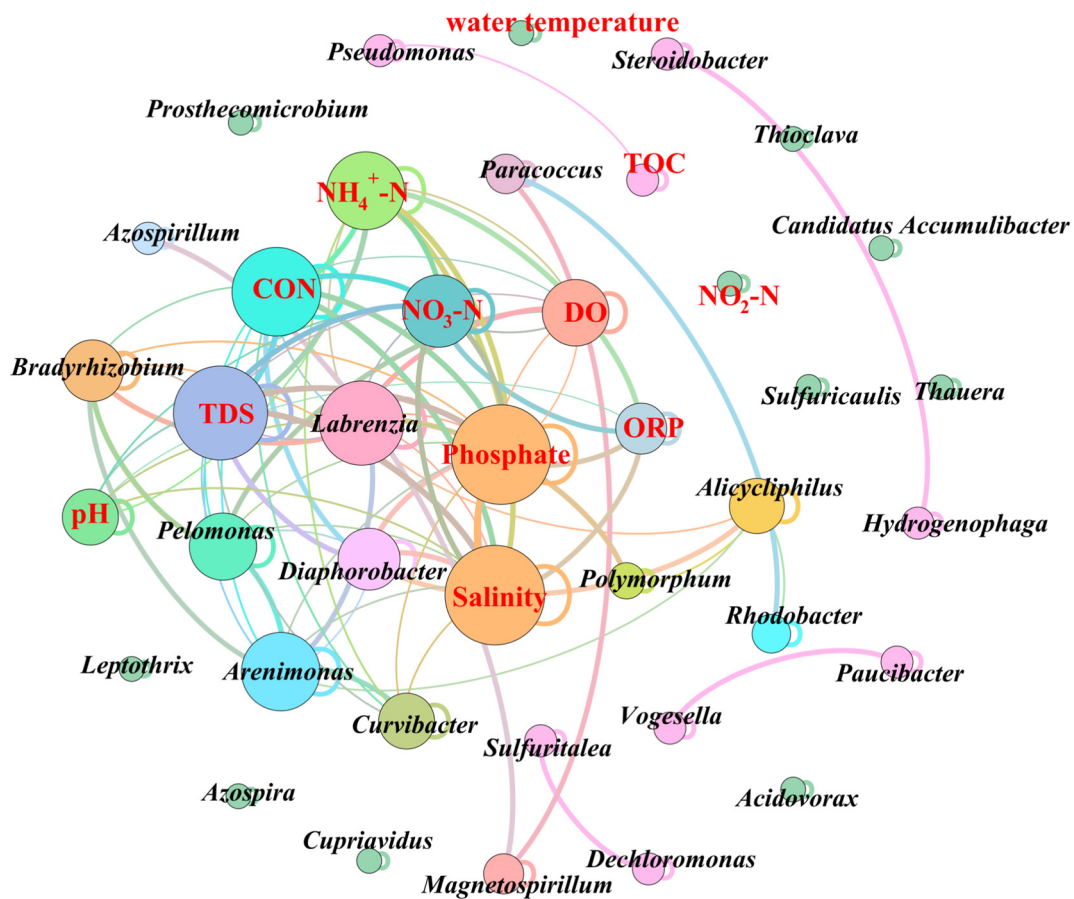 water temperature
Pseudomonas
Steroidobacter
Prosthecomicrobium
Thioclava
Paracoccus
TOC
NH₄⁺-N
Azospirillum
Candidatus Accumulibacter
CON
NO₃-N
DO
NO₂-N
Bradyrhizobium
Sulfuricaulis
Thauera
TDS
Labrenzia
ORP
Phosphate
Alicycliphilus
pH
Pelomonas
Hydrogenophaga
Diaphorobacter
Salinity
Polymorphum
Rhodobacter
Leptothrix
Arenimonas
Paucibacter
Curvibacter
Vogesella
Sulfuritalea
Azospira
Acidovorax
Cupriavidus
Dechloromonas
Magnetospirillum